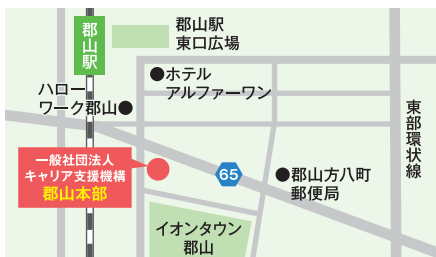 郡山駅
郡山駅
東口広場
ホテル
アルファーワン
ハロー
ワーク郡山
東部環状線
一般社団法人
キャリア支援機構
郡山本部
65
郡山方八町
郵便局
イオンタウン
郡山